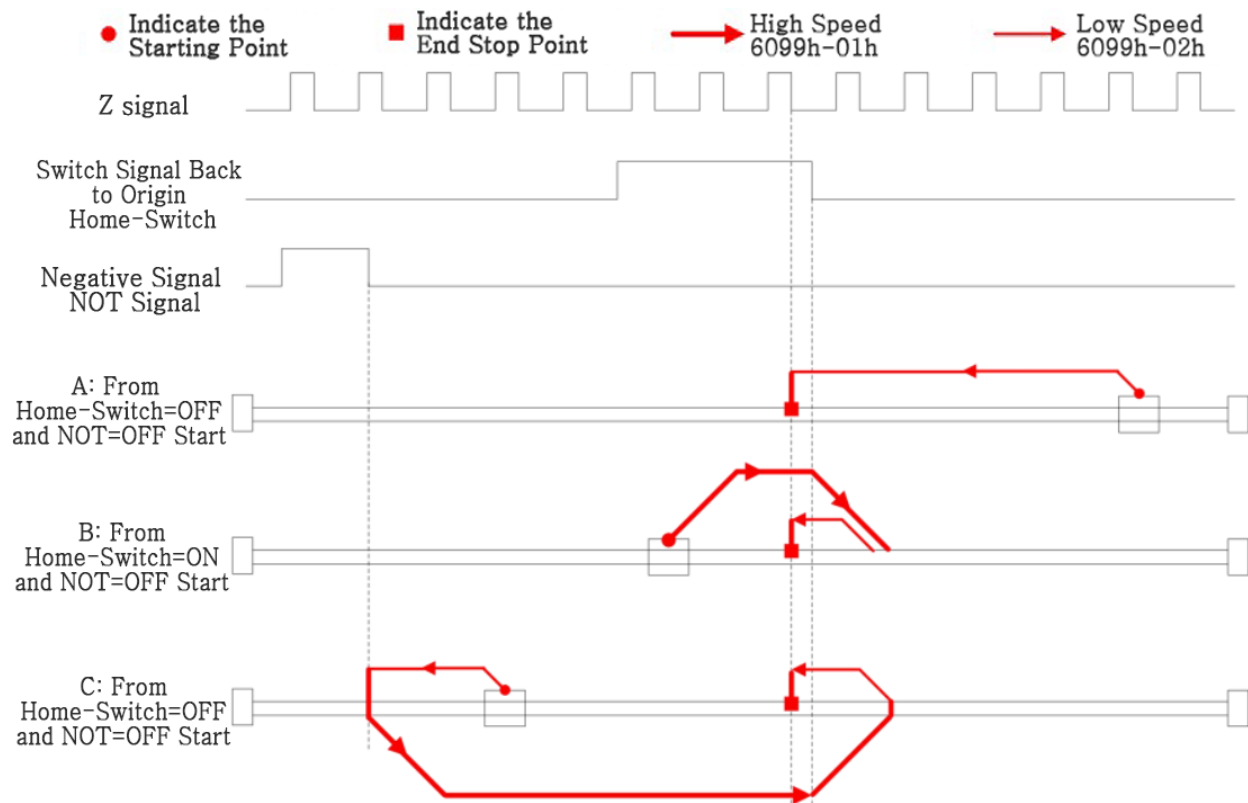 Indicate the
Starting Point
Indicate the
End Stop Point
High Speed
6099h-01h
Low Speed
6099h-02h
Z signal
Switch Signal Back
to Origin
Home-Switch
Negative Signal
NOT Signal
A: From
Home-Switch=OFF
and NOT=OFF Start
B: From
Home-Switch=ON
and NOT=OFF Start
C: From
Home-Switch=OFF
and NOT=OFF Start